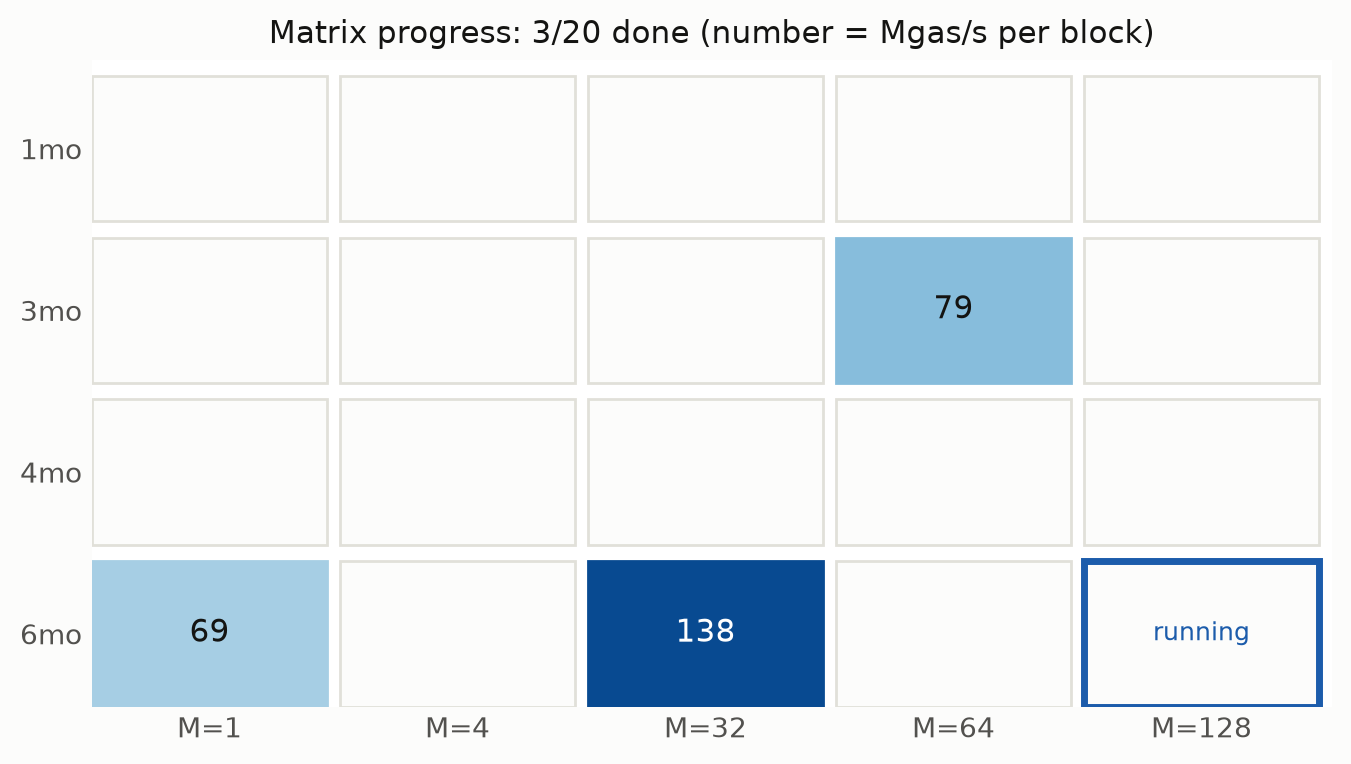 Matrix progress: 3/20 done (number = Mgas/s per block)
1mo
3mo
79
4mo
6mo
69
138
running
M=1
M=4
M=32
M=64
M=128